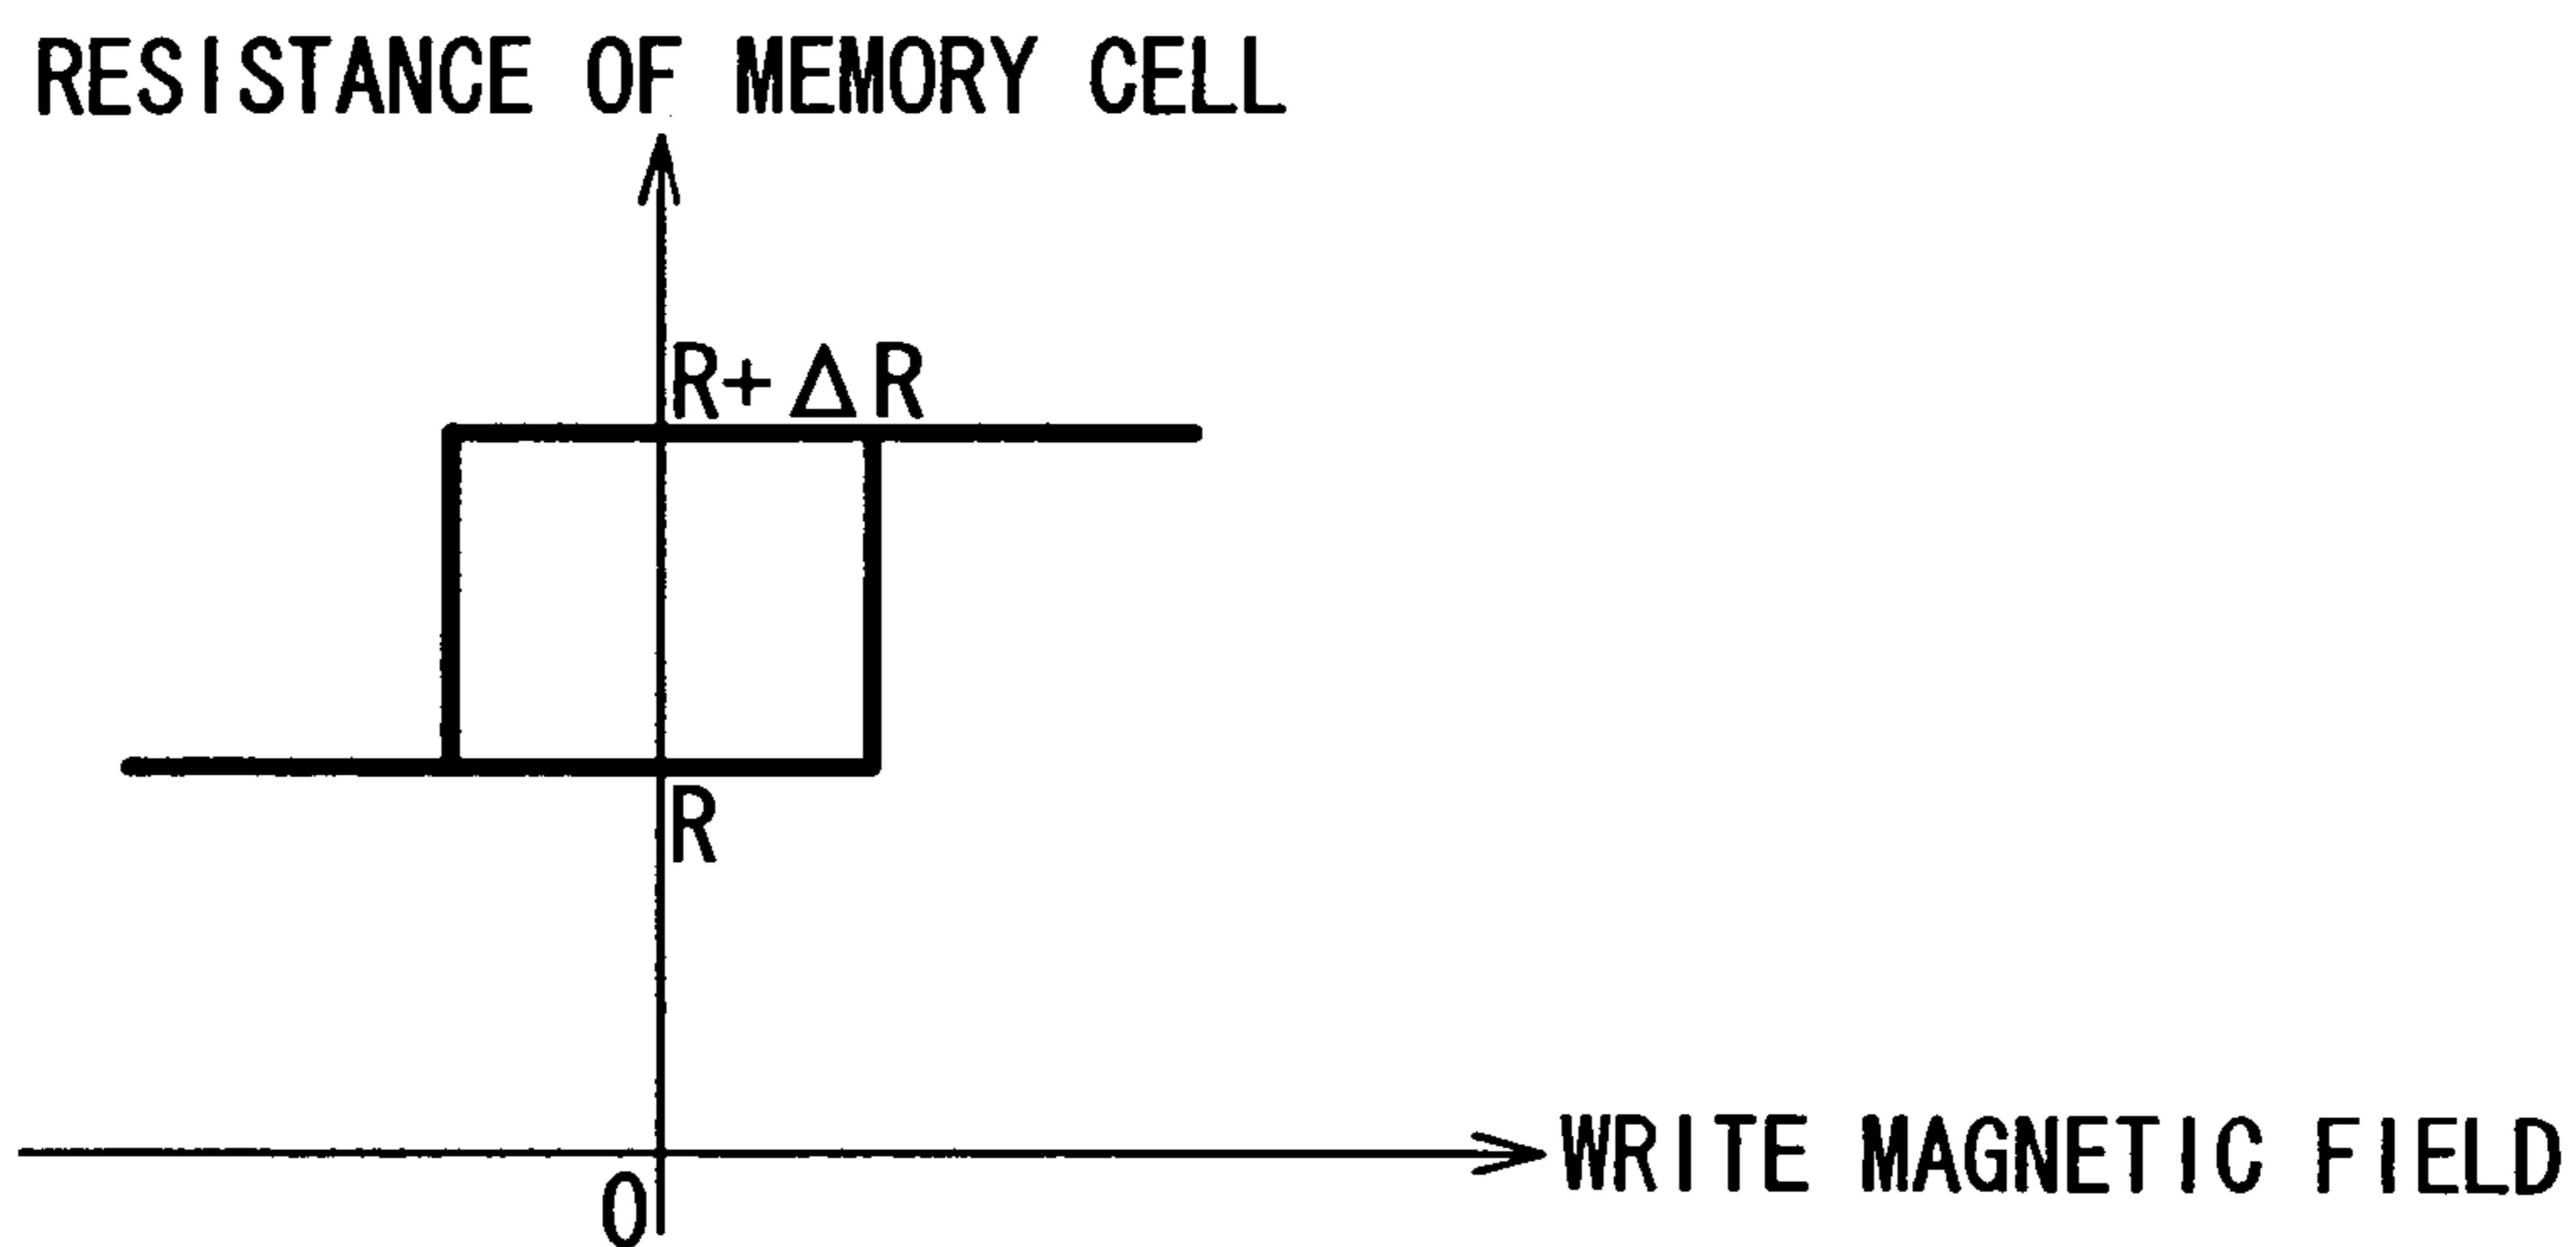 RESISTANCE OF MEMORY CELL
R+ΔR
R
WRITE MAGNETIC FIELD
0